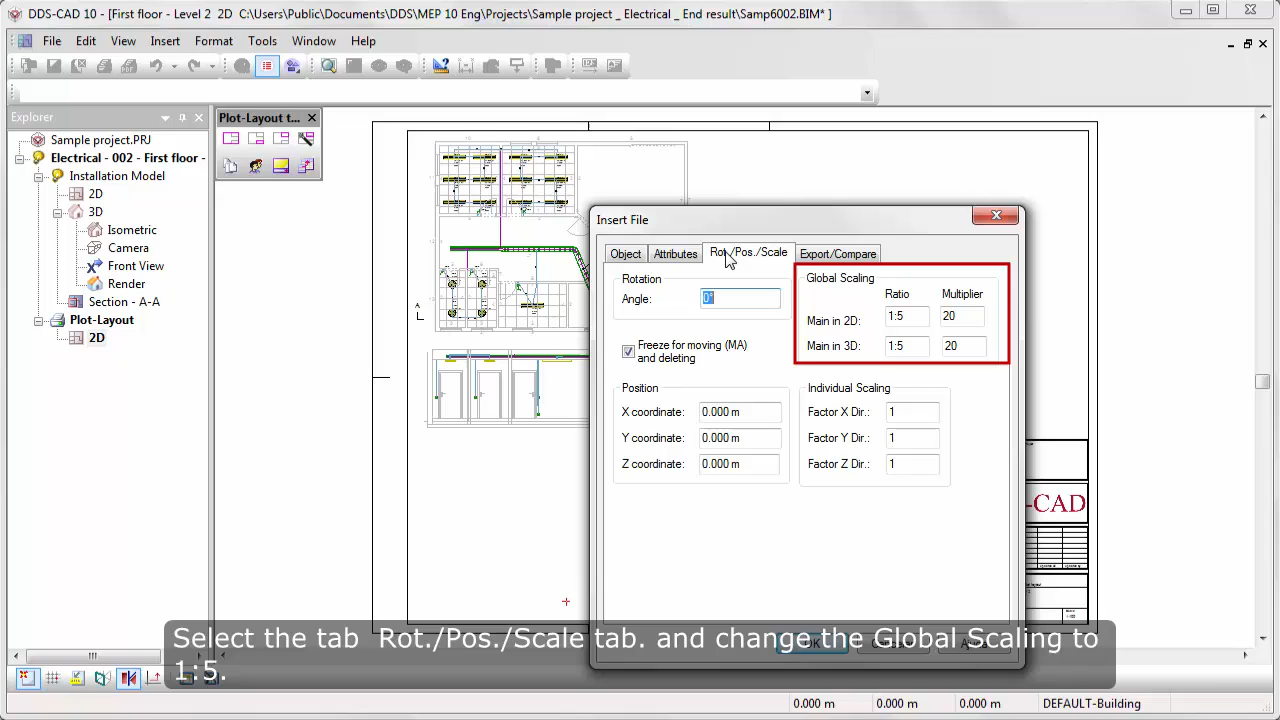 DDS-CAD 10 - [First floor - Level 2  2D  C:\Users\Public\Documents\DDS\MEP 10 Eng\Projects\Sample project _ Electrical _ End result\Samp6002.BIM* ]
File Edit View Insert Format Tools Window Help
Explorer
Plot-Layout t...
Sample project.PRJ
Electrical - 002 - First floor -
Installation Model
2D
3D
Isometric
Camera
Front View
Render
Section - A-A
Plot-Layout
2D
A
Insert File
Object Attributes Rot./Pos./Scale Export/Compare
Rotation
Angle: 0°
Freeze for moving (MA)
and deleting
Position
X coordinate: 0.000 m
Y coordinate: 0.000 m
Z coordinate: 0.000 m
Global Scaling
Ratio Multiplier
Main in 2D: 1:5 20
Main in 3D: 1:5 20
Individual Scaling
Factor X Dir.: 1
Factor Y Dir.: 1
Factor Z Dir.: 1
-CAD
OK
Select the tab  Rot./Pos./Scale tab. and change the Global Scaling to
1:5.
0.000 m 0.000 m 0.000 m DEFAULT-Building